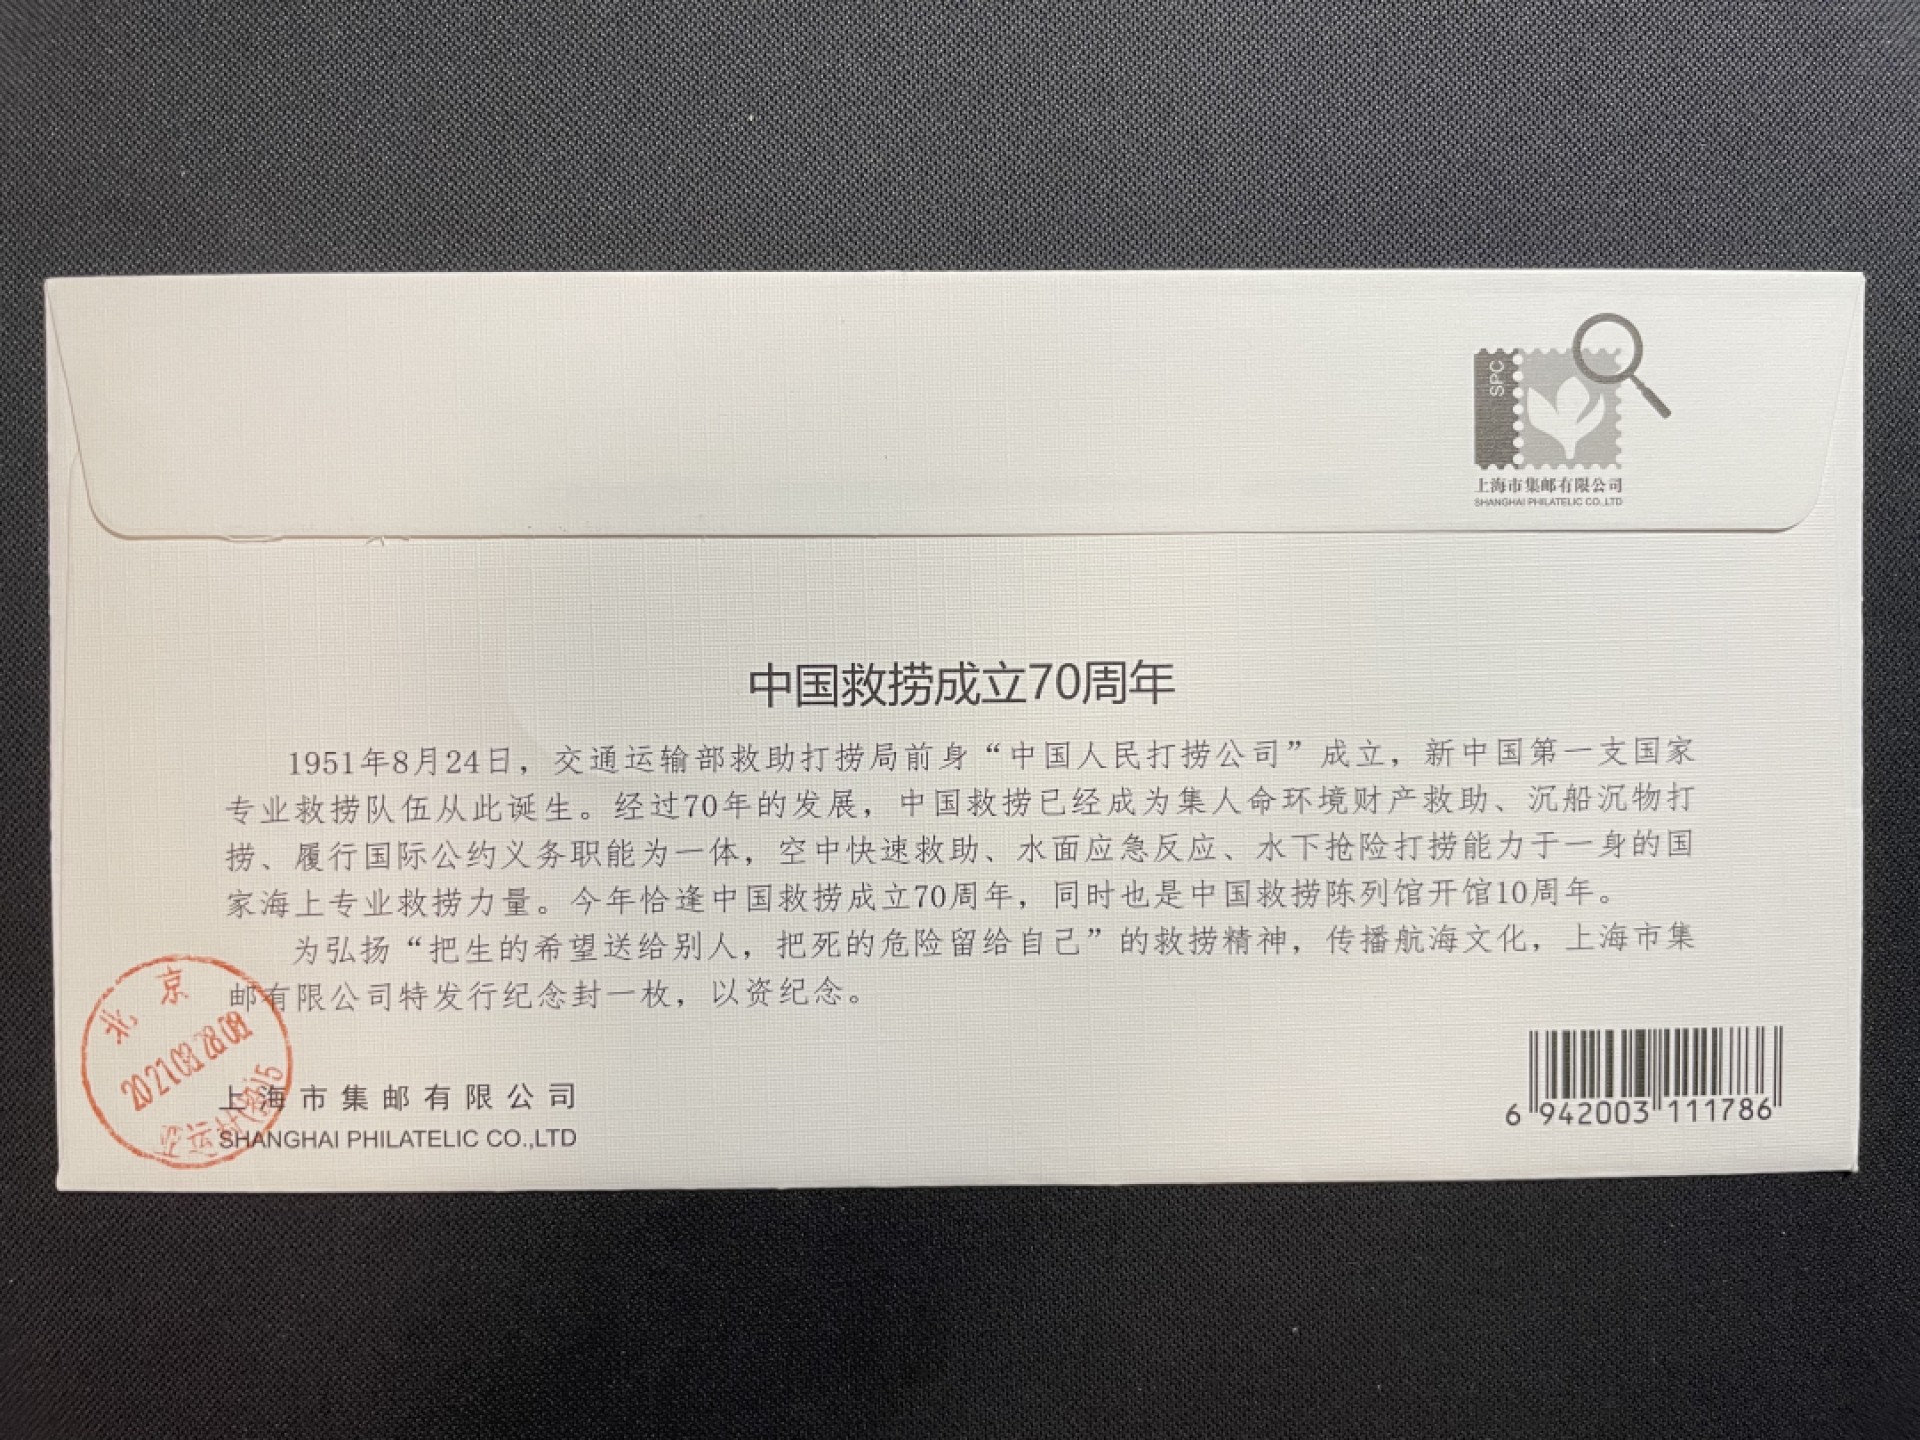 SPC
上海市集邮有限公司
SHANGHAI PHILATELIC CO.,LTD
中国救捞成立70周年
1951年8月24日，交通运输部救助打捞局前身“中国人民打捞公司”成立，新中国第一支国家
专业救捞队伍从此诞生。经过70年的发展，中国救捞已经成为集人命环境财产救助、沉船沉物打
捞、履行国际公约义务职能为一体，空中快速救助、水面应急反应、水下抢险打捞能力于一身的国
家海上专业救捞力量。今年恰逢中国救捞成立70周年，同时也是中国救捞陈列馆开馆10周年。
为弘扬“把生的希望送给别人，把死的危险留给自己”的救捞精神，传播航海文化，上海市集
邮有限公司特发行纪念封一枚，以资纪念。
北京
上海市集邮有限公司
SHANGHAI PHILATELIC CO.,LTD
6 942003 111786